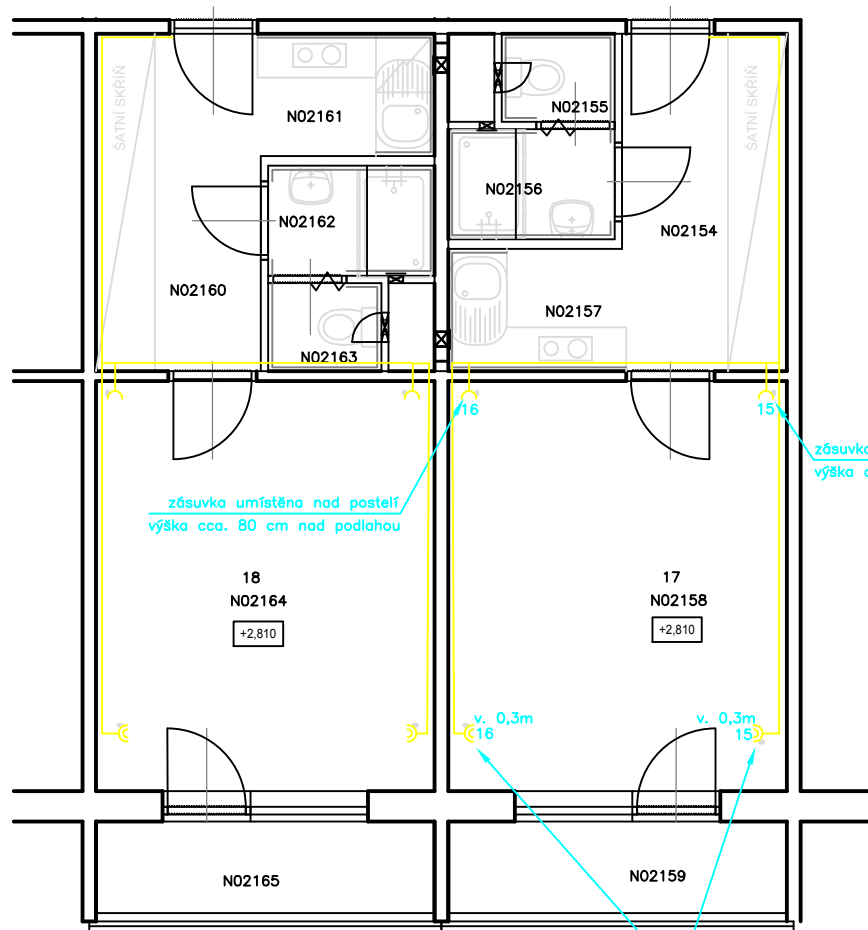 ŠATNÍ SKŘÍŇ
ŠATNÍ SKŘÍŇ
N02161
N02155
N02156
N02162
N02154
N02160
N02157
N02163
16
15
zásuvka
zásuvka umístěna nad postelí
výška cca. 80 cm nad podlahou
výška
18
N02164
+2,810
17
N02158
+2,810
v. 0,3m
16
v. 0,3m
15
N02165
N02159